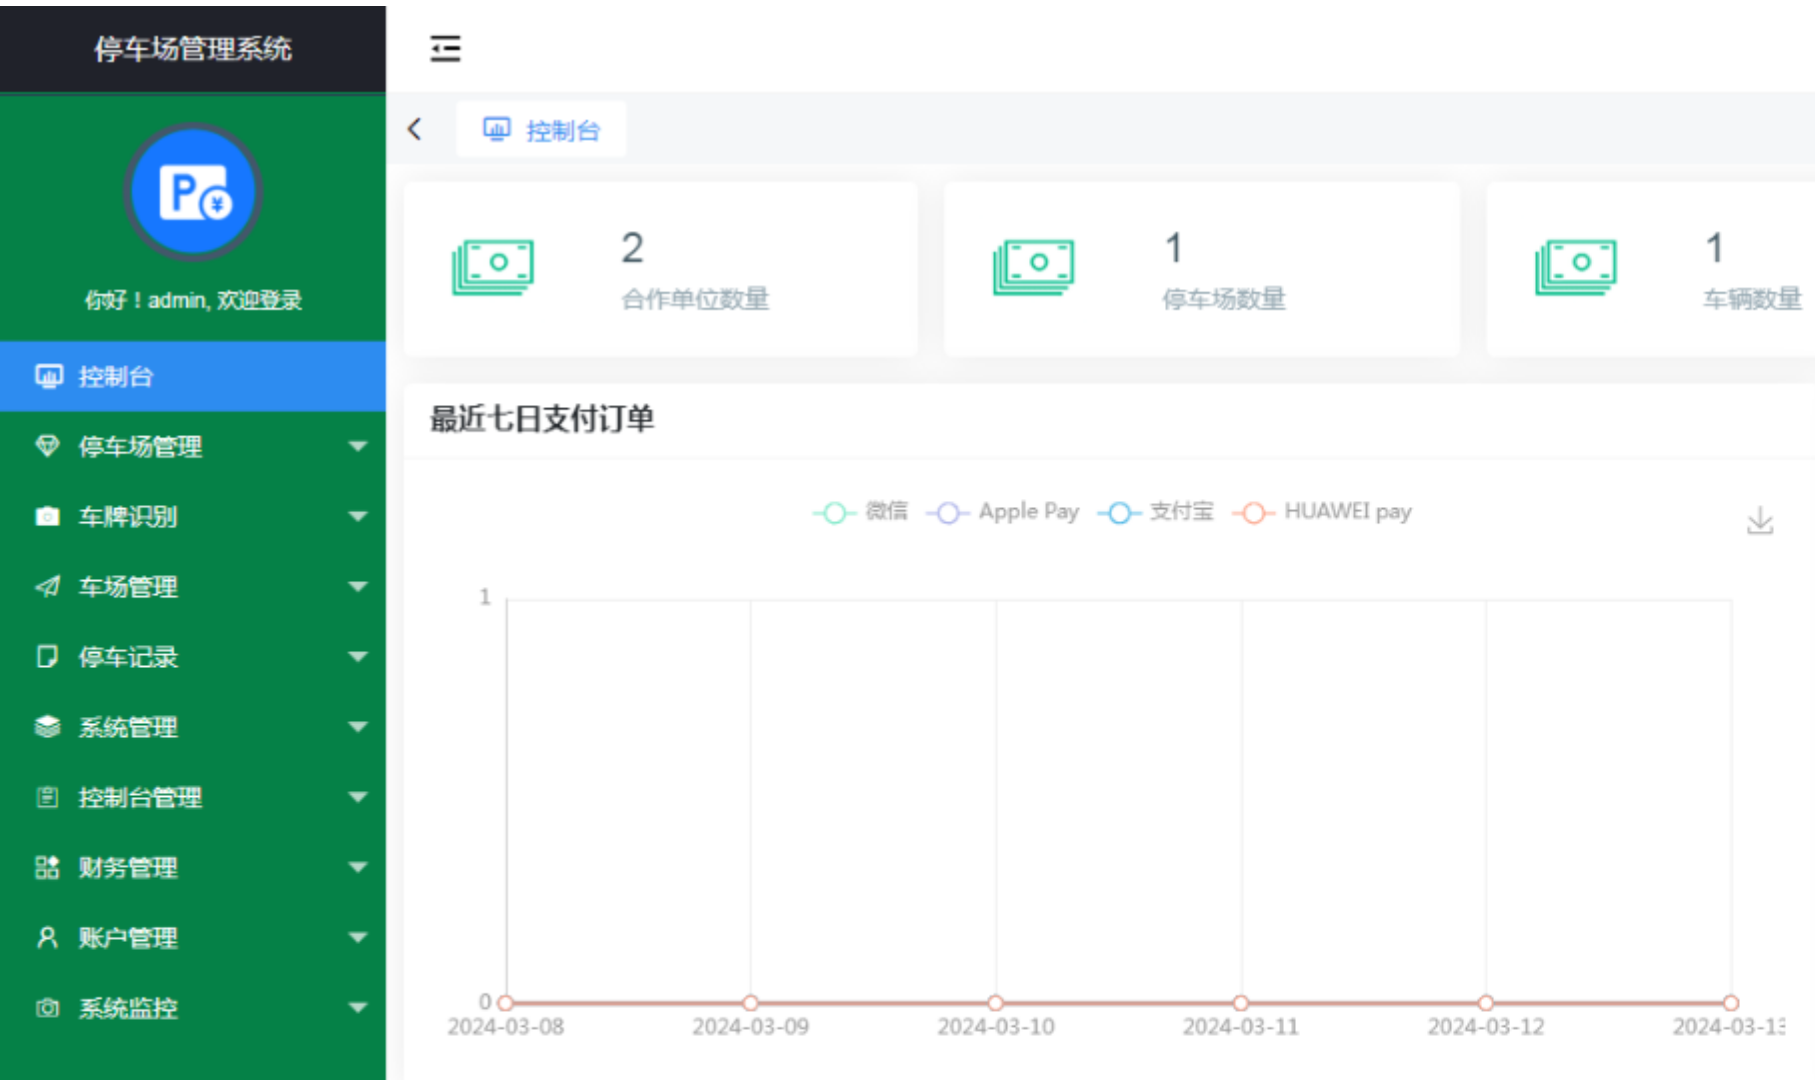 停车场管理系统
你好！admin, 欢迎登录
控制台
停车场管理
车牌识别
车场管理
停车记录
系统管理
控制台管理
财务管理
账户管理
系统监控
控制台
2
合作单位数量
1
停车场数量
1
车辆数量
最近七日支付订单
微信 Apple Pay 支付宝 HUAWEI pay
1
0
2024-03-08 2024-03-09 2024-03-10 2024-03-11 2024-03-12 2024-03-13